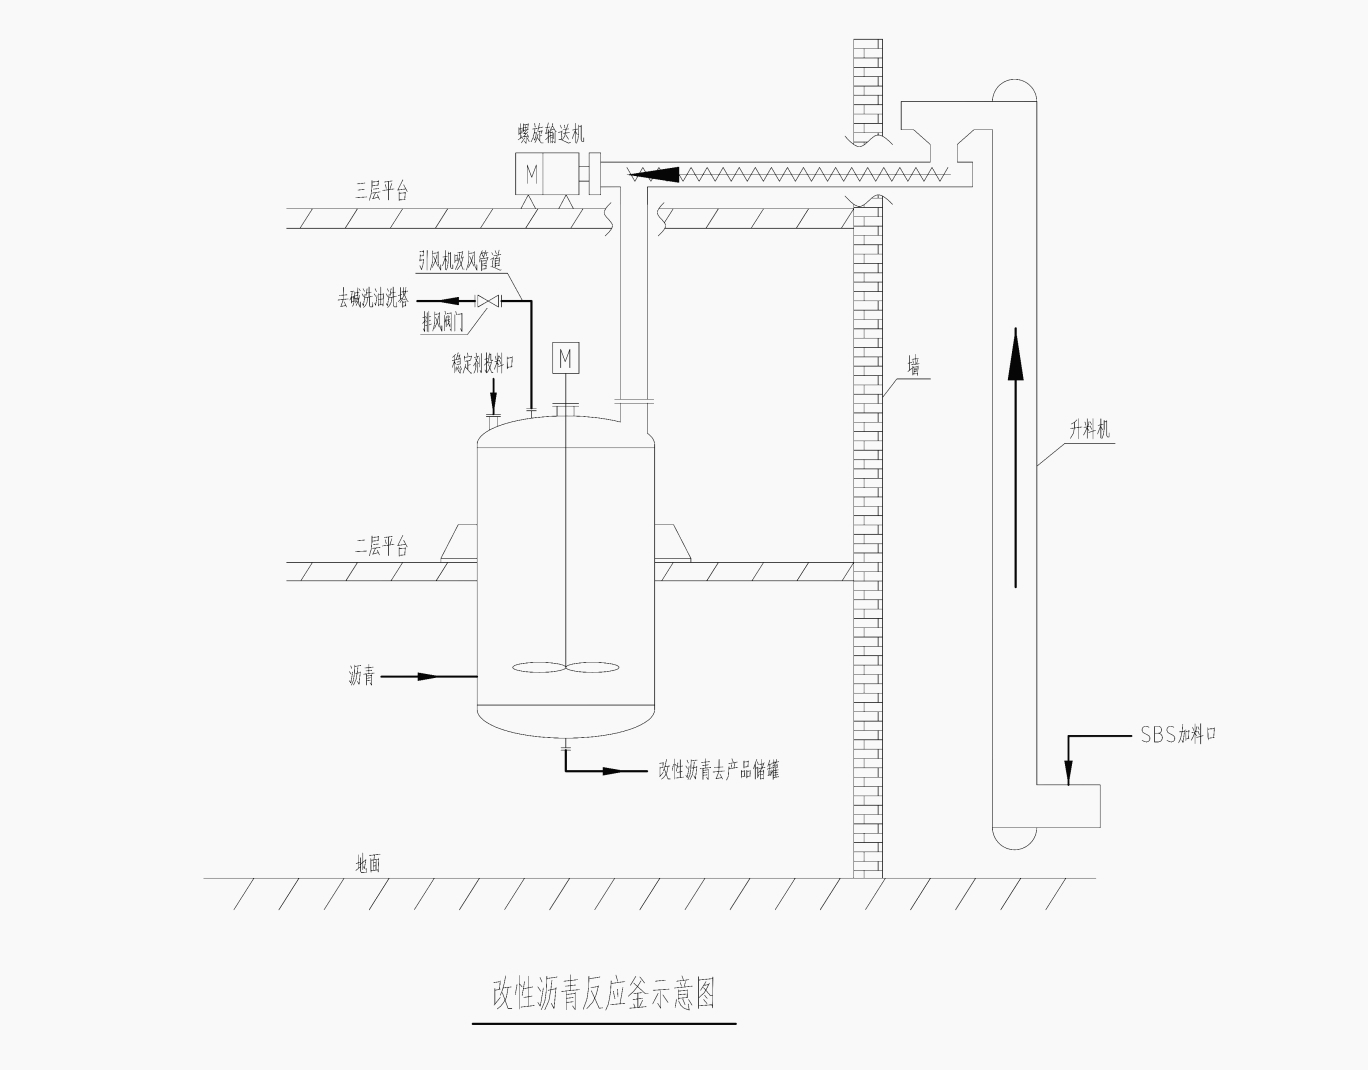 螺旋输送机
M
三层平台
引风机吸风管道
去碱洗油洗塔
排风阀门
M
稳定剂投料口
墙
升料机
二层平台
沥青
SBS加料口
改性沥青去产品储罐
地面
改性沥青反应釜示意图